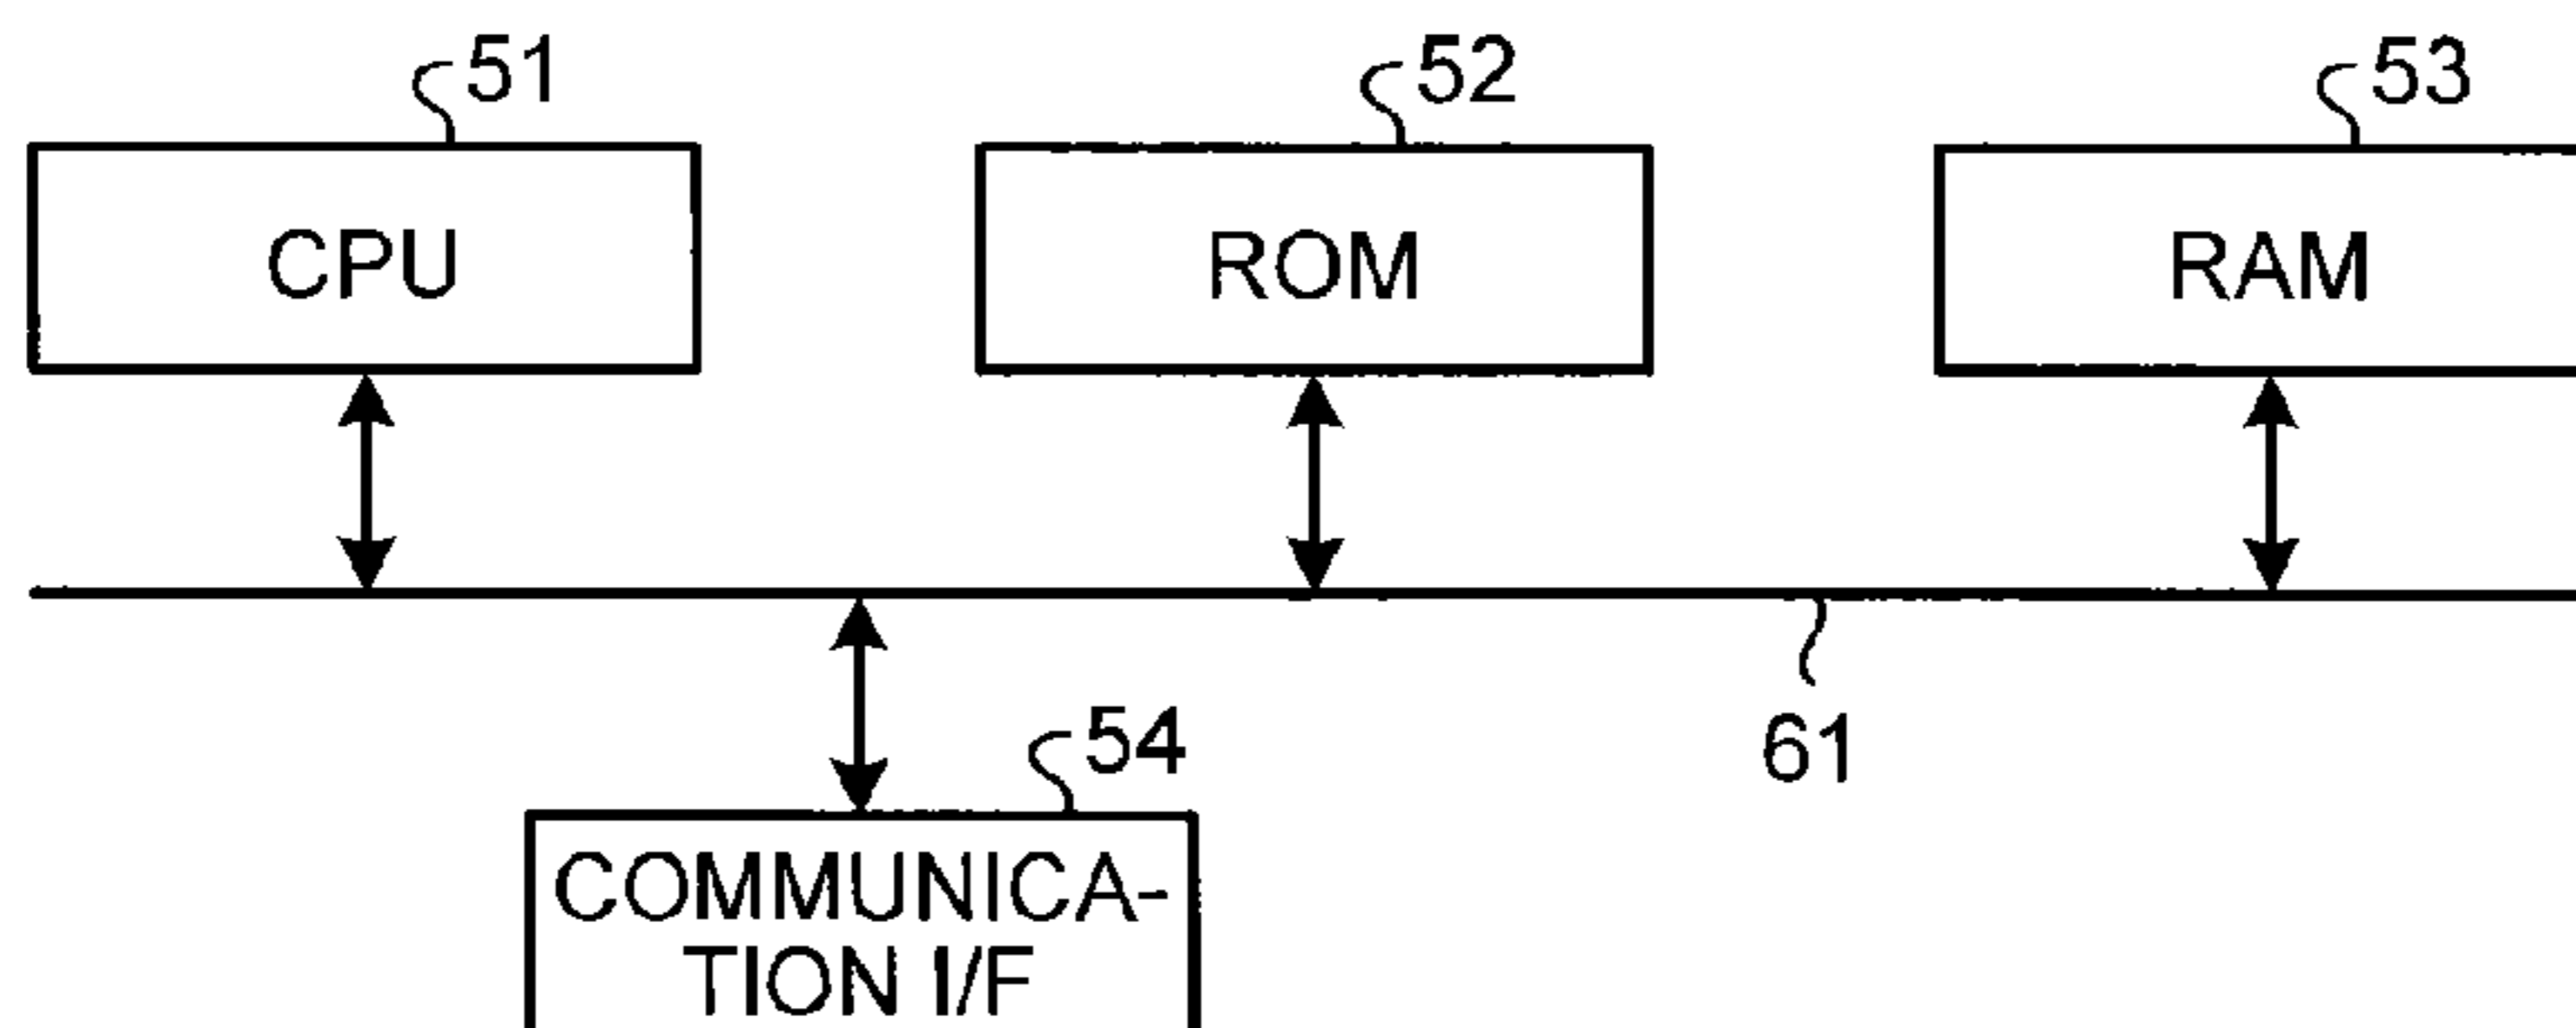 51
52
53
CPU
ROM
RAM
61
54
COMMUNICA-
TION I/F